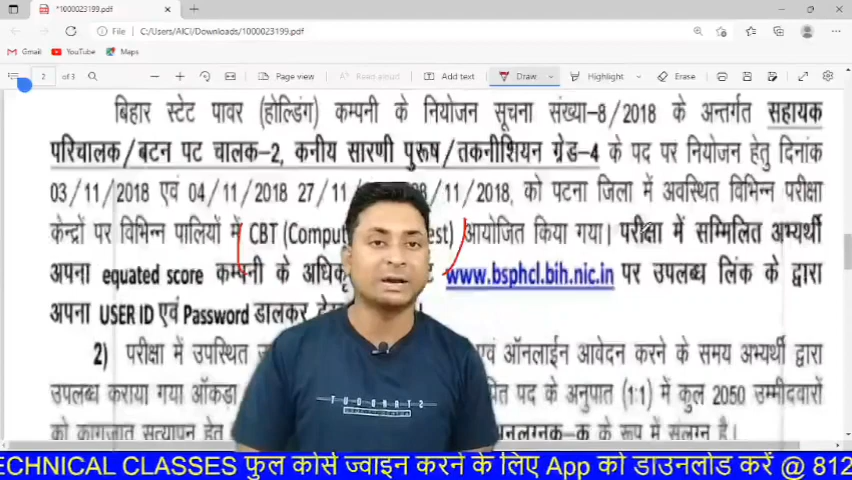 *1000023199.pdf
File C:/Users/AICI/Downloads/1000023199.pdf
Gmail YouTube Maps
2 of 3 Page view Read aloud Add text Draw Highlight Erase
बिहार स्टेट पावर (होल्डिंग) कम्पनी के नियोजन सूचना संख्या-8/2018 के अन्तर्गत सहायक
परिचालक/बटन पट चालक-2, कनीय सारणी पुरूष/तकनीशियन ग्रेड-4 के पद पर नियोजन हेतु दिनांक
03/11/2018 एवं 04/11/2018 27/11 /11/2018, को पटना जिला में अवस्थित विभिन्न परीक्षा
केन्द्रों पर विभिन्न पालियों में CBT आयोजित किया गया। परीक्षा में सम्मिलित अभ्यर्थी
अपना equated score कम्पनी के www.bsphcl.bih.nic.in पर उपलब्ध लिंक के द्वारा
अपना USER ID एवं Password डालकर
2) परीक्षा में उपस्थित एवं ऑनलाईन आवेदन करने के समय अभ्यर्थी द्वारा
उपलब्ध कराया गया ऑकड़ा पद के अनुपात (1:1) में कुल 2050 उम्मीदवारों
को कागजात सत्यापन हेतु के रूप में संलग्न है।
ECHNICAL CLASSES फुल कोर्स ज्वाइन करने के लिए App को डाउनलोड करें @ 812